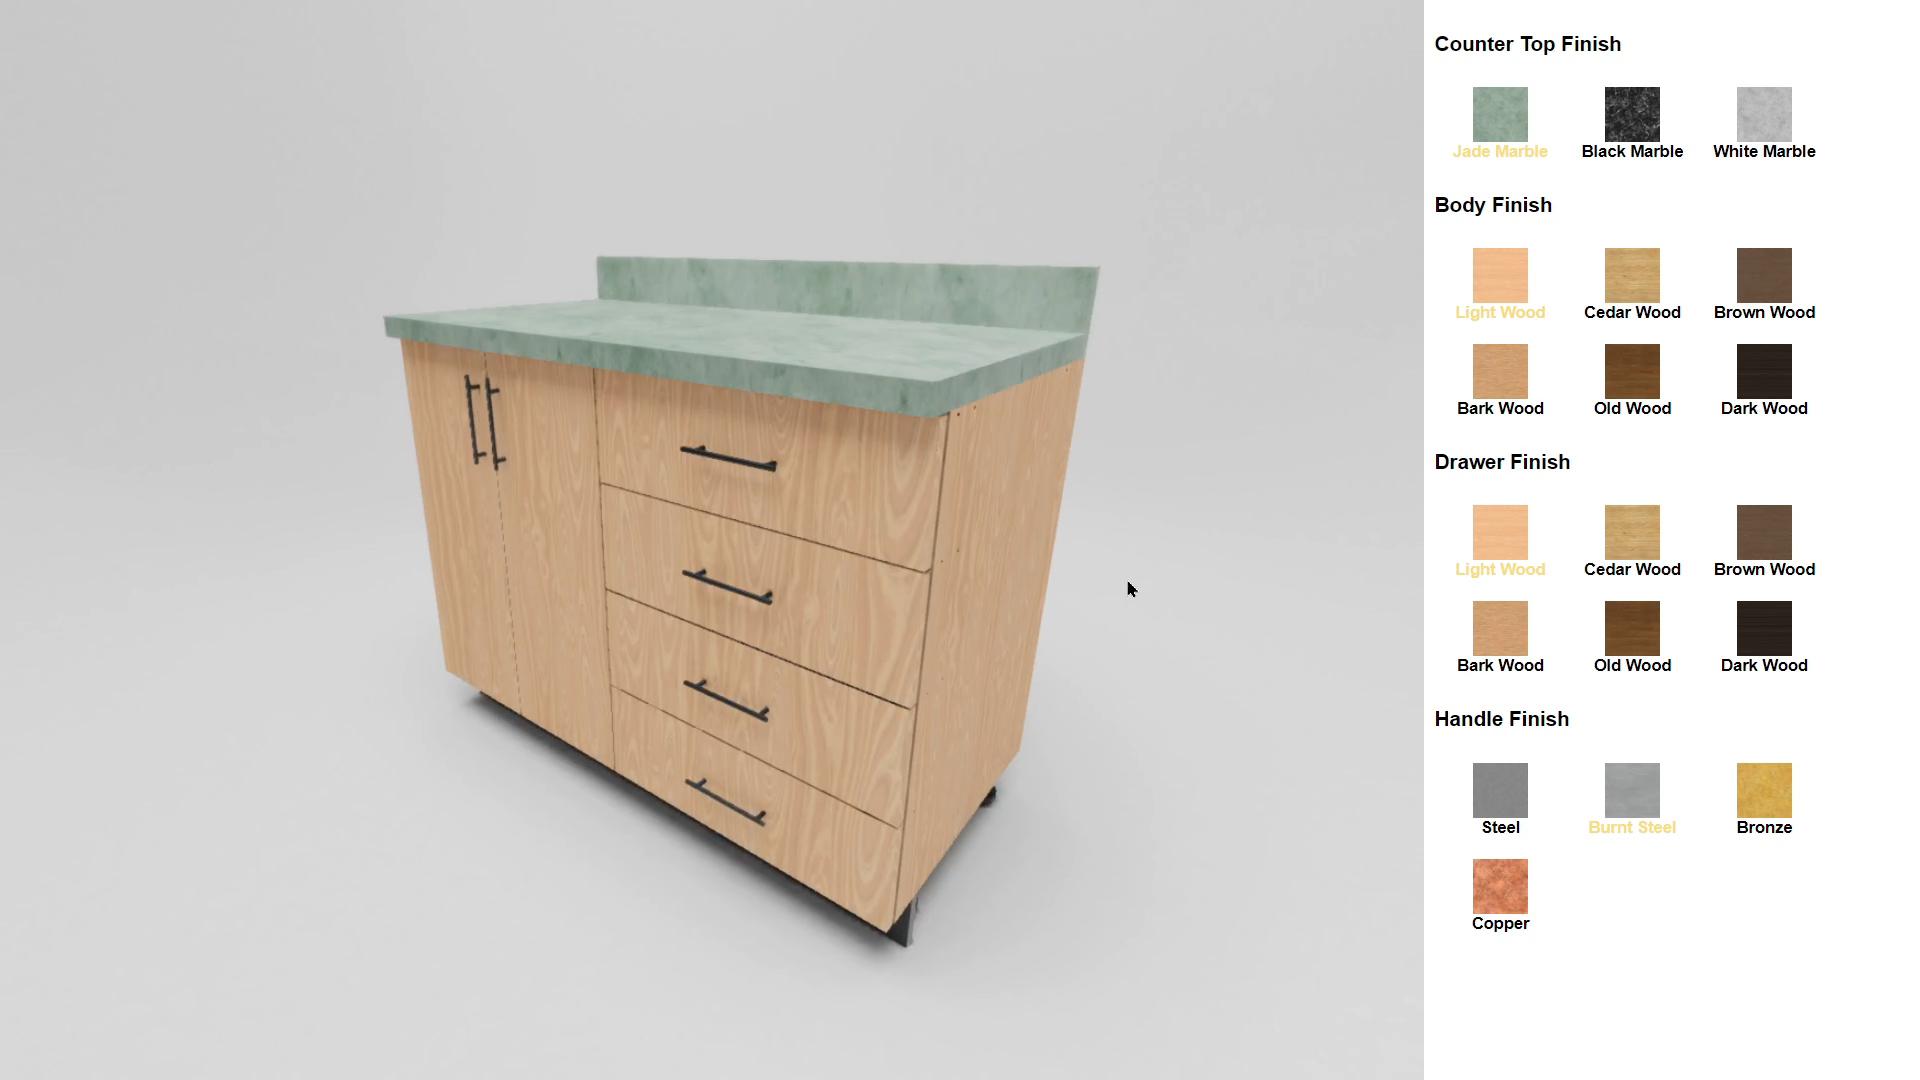 Counter Top Finish
Jade Marble Black Marble White Marble
Body Finish
Light Wood Cedar Wood Brown Wood
Bark Wood Old Wood Dark Wood
Drawer Finish
Light Wood Cedar Wood Brown Wood
Bark Wood Old Wood Dark Wood
Handle Finish
Steel Burnt Steel Bronze
Copper